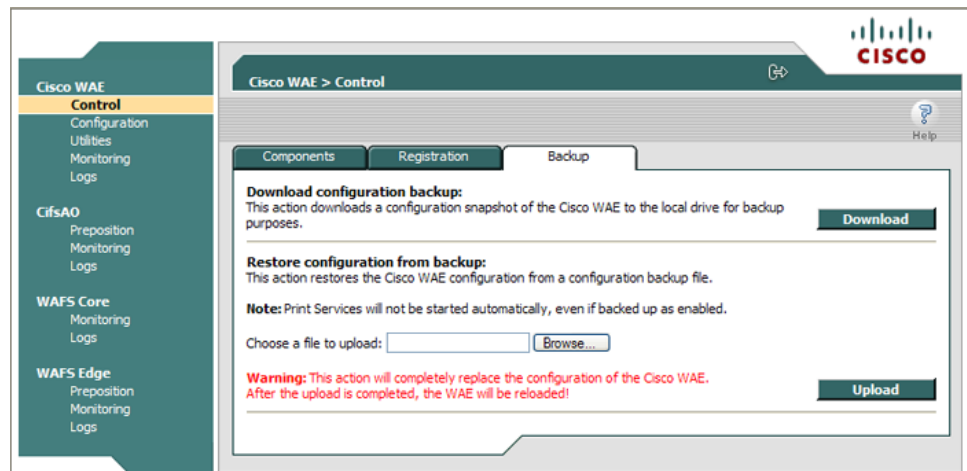 CISCO
Cisco WAE
Control
Configuration
Utilities
Monitoring
Logs
CifsAO
Preposition
Monitoring
Logs
WAFS Core
Monitoring
Logs
WAFS Edge
Preposition
Monitoring
Logs
Cisco WAE > Control
Help
Components
Registration
Backup
Download configuration backup:
This action downloads a configuration snapshot of the Cisco WAE to the local drive for backup
purposes.
Download
Restore configuration from backup:
This action restores the Cisco WAE configuration from a configuration backup file.
Note: Print Services will not be started automatically, even if backed up as enabled.
Choose a file to upload:
Browse...
Warning: This action will completely replace the configuration of the Cisco WAE.
After the upload is completed, the WAE will be reloaded!
Upload